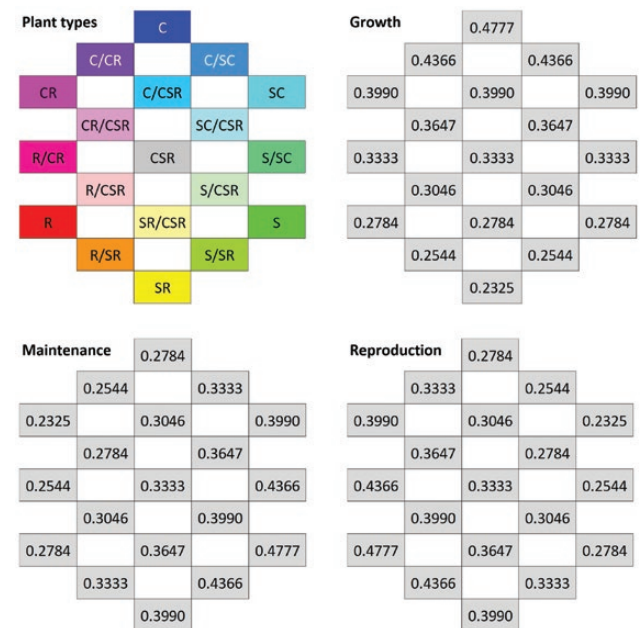 Plant types
C
C/CR C/SC
CR C/CSR SC
CR/CSR SC/CSR
R/CR CSR S/SC
R/CSR S/CSR
R SR/CSR S
R/SR S/SR
SR
Growth
0.4777
0.4366 0.4366
0.3990 0.3990 0.3990
0.3647 0.3647
0.3333 0.3333 0.3333
0.3046 0.3046
0.2784 0.2784 0.2784
0.2544 0.2544
0.2325
Maintenance
0.2784
0.2544 0.3333
0.2325 0.3046 0.3990
0.2784 0.3647
0.2544 0.3333 0.4366
0.3046 0.3990
0.2784 0.3647 0.4777
0.3333 0.4366
0.3990
Reproduction
0.2784
0.3333 0.2544
0.3990 0.3046 0.2325
0.3647 0.2784
0.4366 0.3333 0.2544
0.3990 0.3046
0.4777 0.3647 0.2784
0.4366 0.3333
0.3990